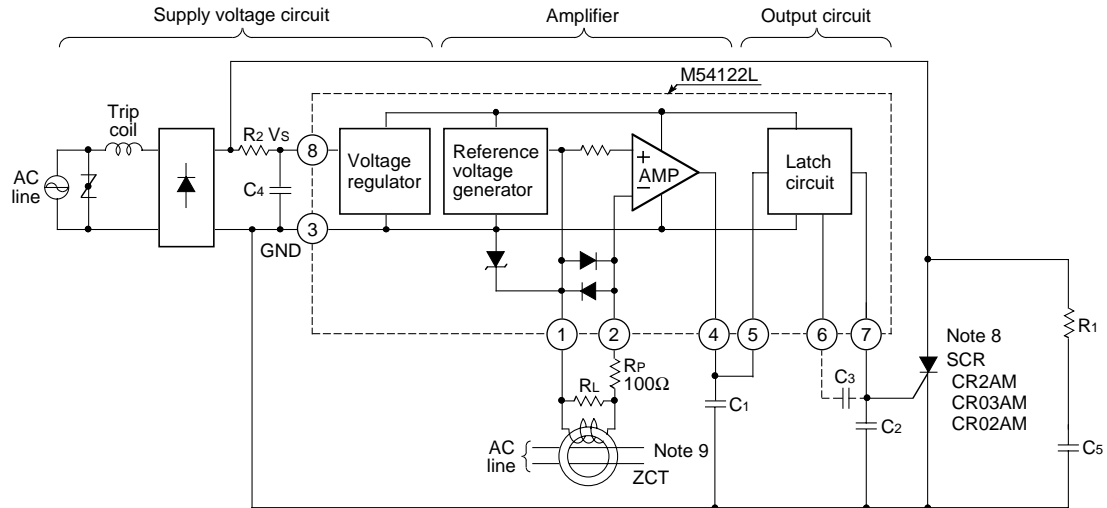 Supply voltage circuit
Amplifier
Output circuit
M54122L
Trip
coil
R2 VS
8
Voltage
regulator
Reference
voltage
generator
+
−
AMP
Latch
circuit
AC
line
C4
3
GND
1
2
4
5
6
7
R1
Note 8
SCR
CR2AM
CR03AM
CR02AM
RP
100Ω
RL
C3
C1
C2
C5
AC
line
Note 9
ZCT